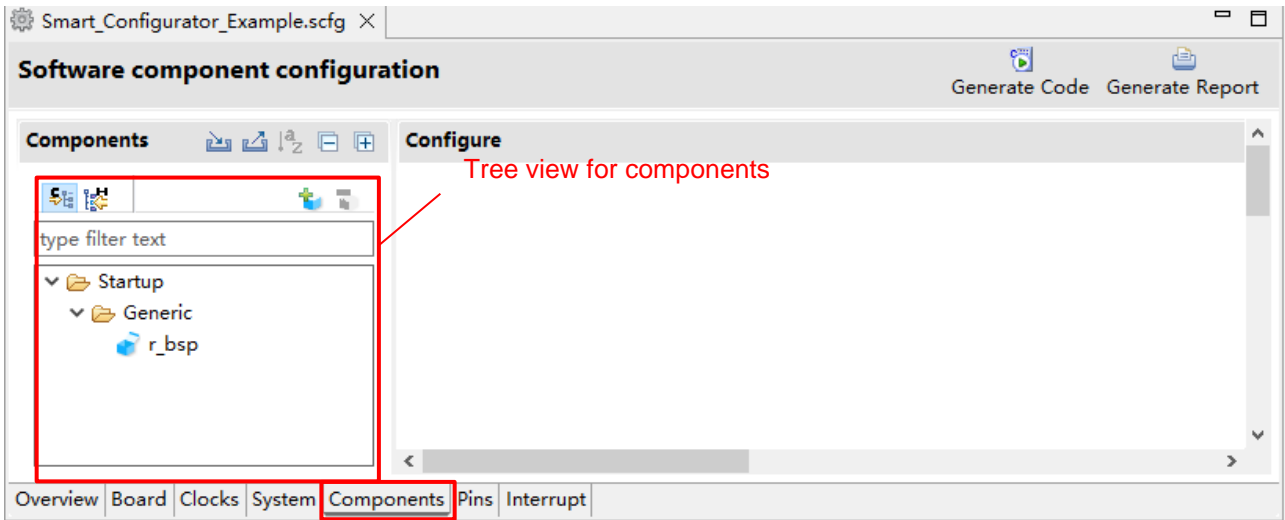 Smart_Configurator_Example.scfg
Software component configuration
Generate Code Generate Report
Components
Configure
Tree view for components
type filter text
Startup
Generic
r_bsp
Overview Board Clocks System Components Pins Interrupt